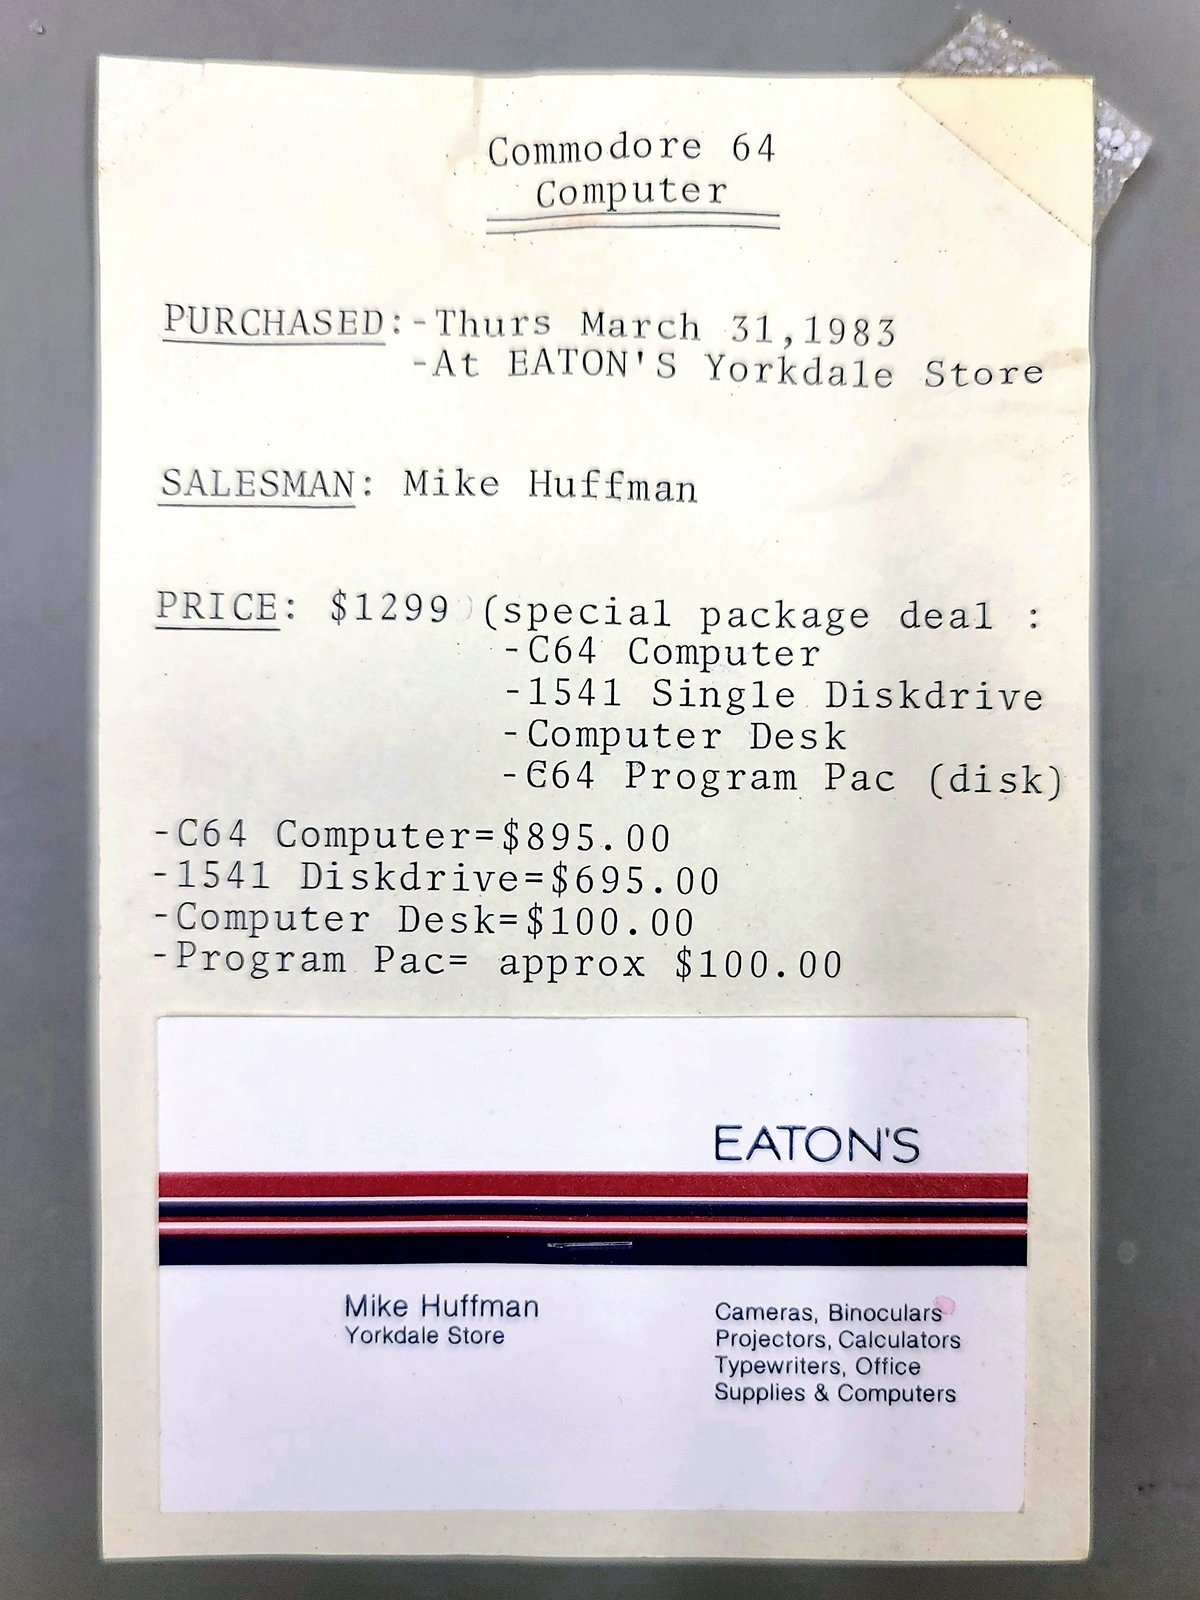 Commodore 64
Computer
PURCHASED:-Thurs March 31,1983
-At EATON'S Yorkdale Store
SALESMAN: Mike Huffman
PRICE: $1299 (special package deal :
-C64 Computer
-1541 Single Diskdrive
-Computer Desk
-C64 Program Pac (disk)
-C64 Computer=$895.00
-1541 Diskdrive=$695.00
-Computer Desk=$100.00
-Program Pac= approx $100.00
EATON'S
Mike Huffman
Yorkdale Store
Cameras, Binoculars
Projectors, Calculators
Typewriters, Office
Supplies & Computers